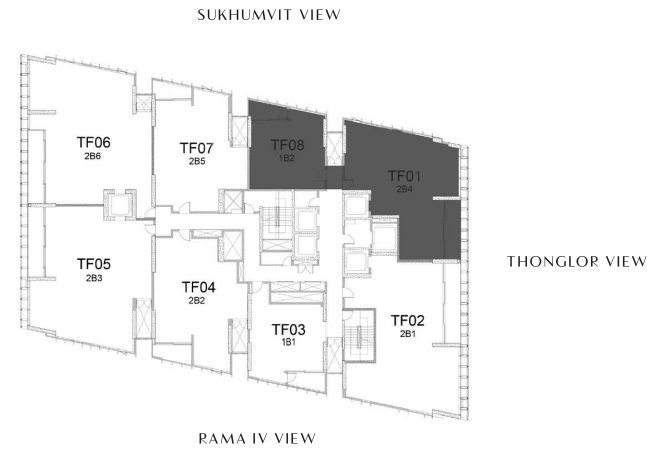 SUKHUMVIT VIEW
TF06
2B6
TF07
2B5
TF08
1B2
TF01
2B4
TF05
2B3
TF04
2B2
TF03
1B1
TF02
2B1
THONGLOR VIEW
RAMA IV VIEW